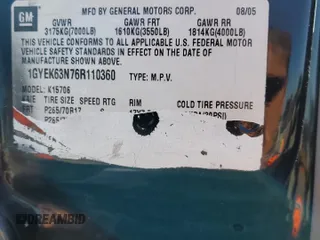 GM
MFD BY GENERAL MOTORS CORP. 08/05
GVWR GAWR FRT GAWR RR
3175KG(7000LB) 1610KG(3550LB) 1814KG(4000LB)
THIS VEHICLE CONFORMS TO ALL APPLICABLE U.S. FEDERAL MOTOR
VEHICLE SAFETY STANDARDS IN EFFECT ON THE DATE OF
MANUFACTURE SHOWN ABOVE.
1GYEK63N76R110360 TYPE: M.P.V.
MODEL: K15706
TIRE SIZE SPEED RTG RIM COLD TIRE PRESSURE
P265/70R17
IDREAMBID